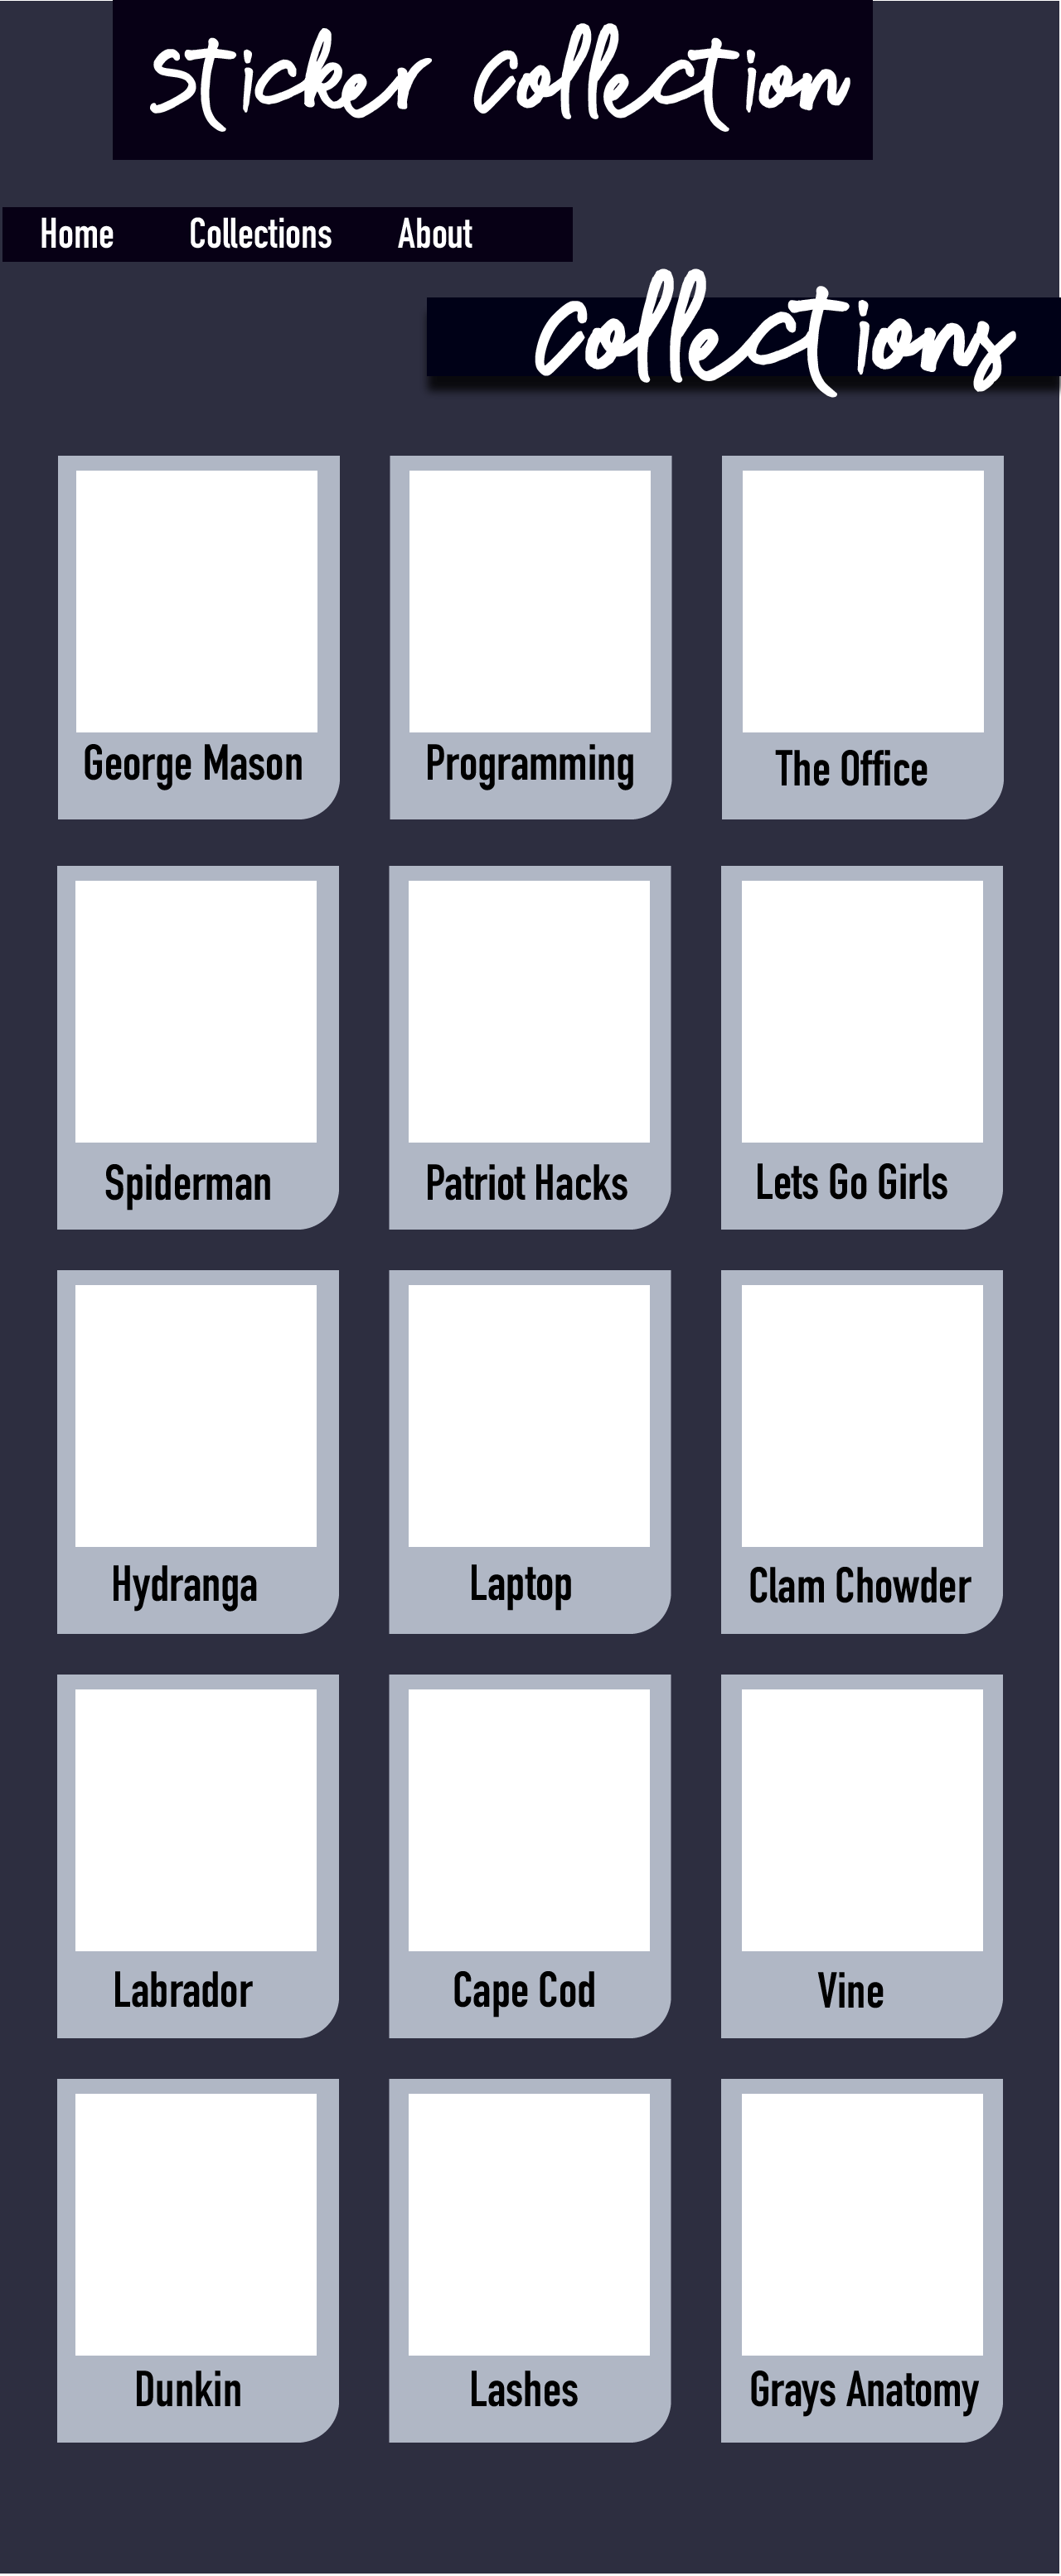 Sticker Collection
Home Collections About
Collections
George Mason Programming The Office
Spiderman Patriot Hacks Lets Go Girls
Hydranga Laptop Clam Chowder
Labrador Cape Cod Vine
Dunkin Lashes Grays Anatomy